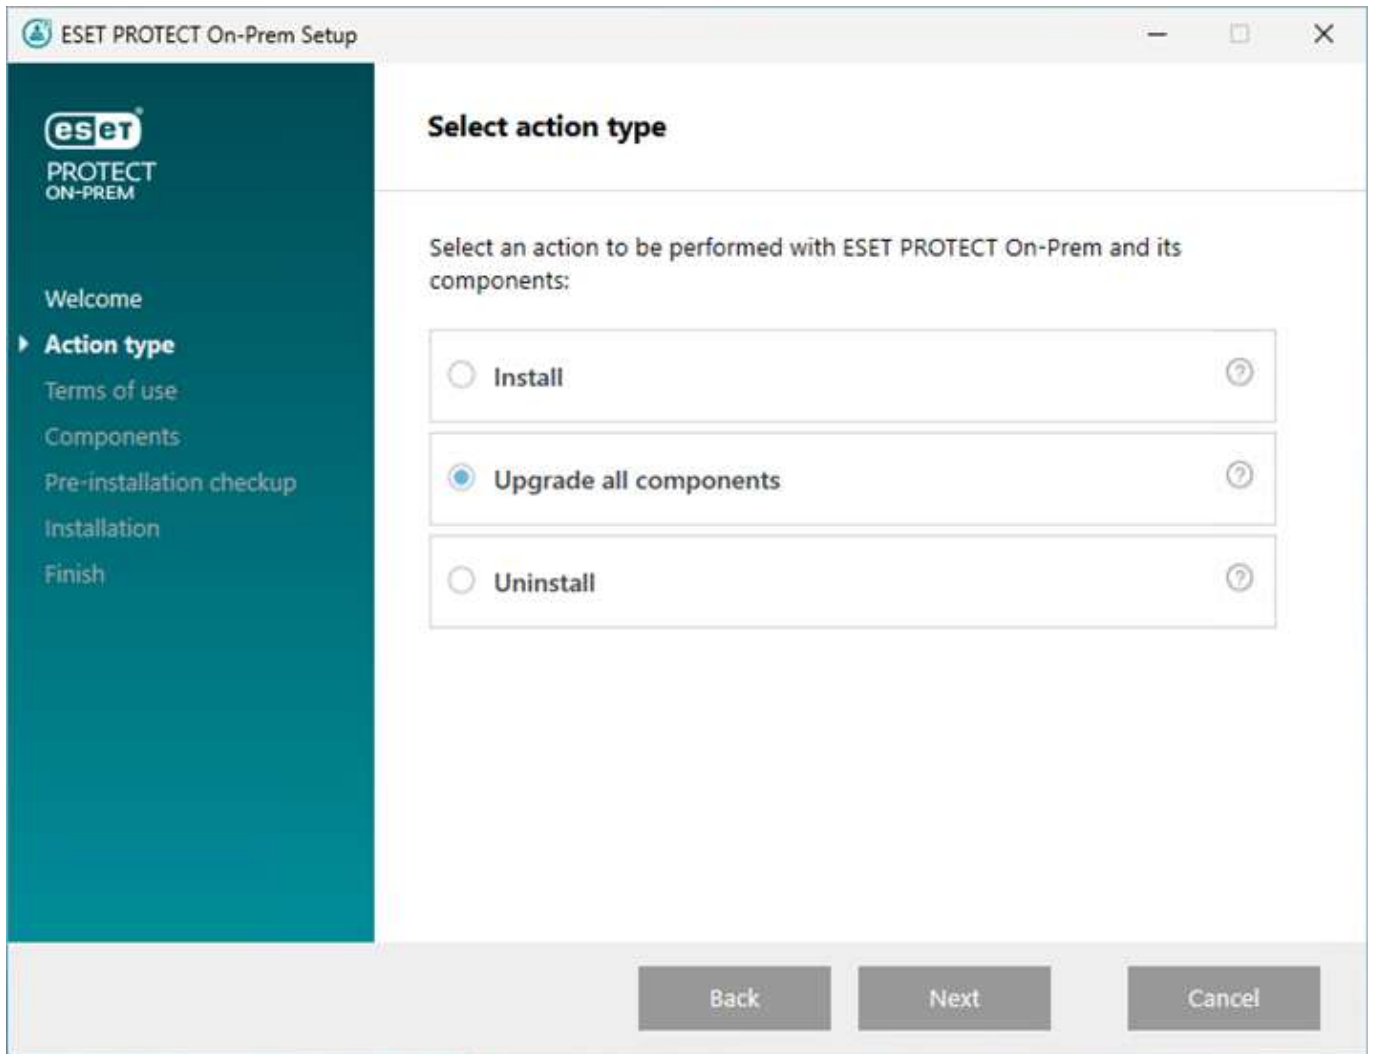 ESET PROTECT On-Prem Setup
eseT
PROTECT
ON-PREM
Welcome
Action type
Terms of use
Components
Pre-installation checkup
Installation
Finish
Select action type
Select an action to be performed with ESET PROTECT On-Prem and its
components:
Install
Upgrade all components
Uninstall
Back
Next
Cancel